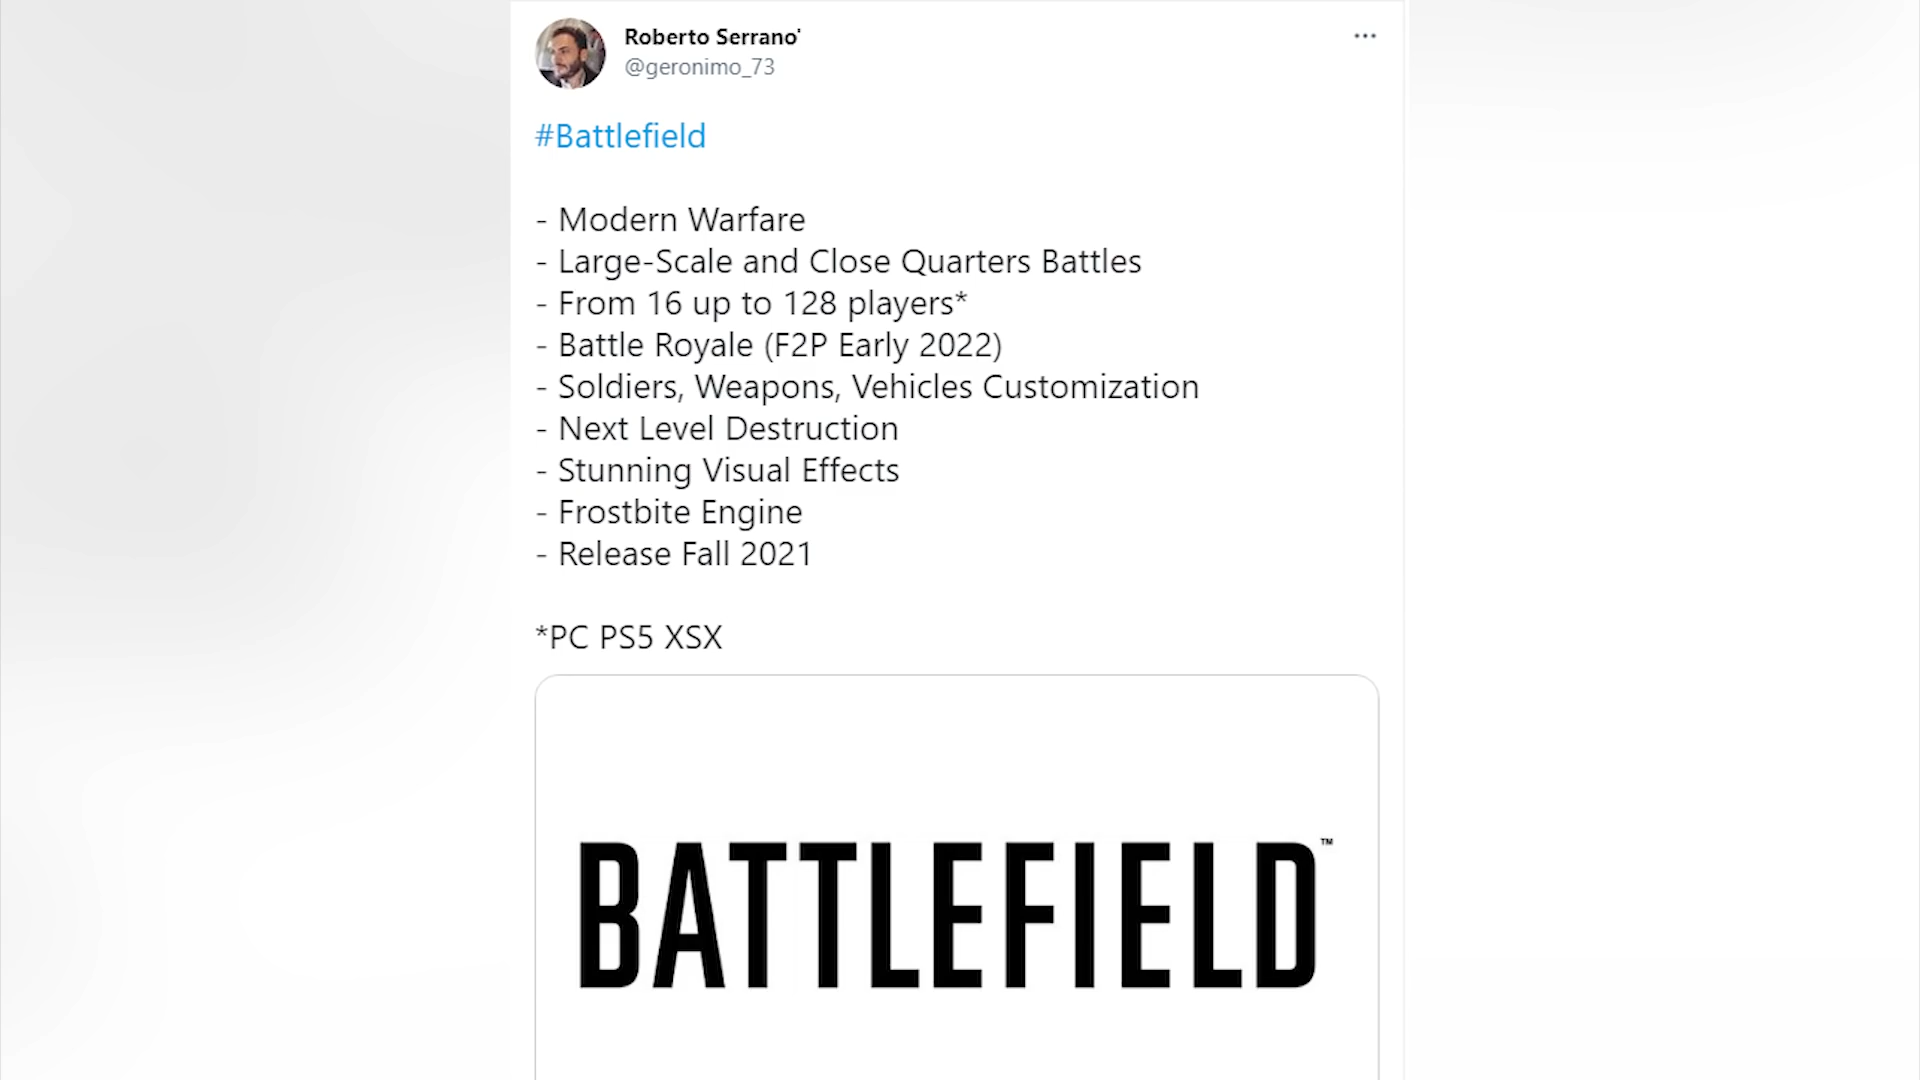 Roberto Serrano'
@geronimo_73
#Battlefield
- Modern Warfare
- Large-Scale and Close Quarters Battles
- From 16 up to 128 players*
- Battle Royale (F2P Early 2022)
- Soldiers, Weapons, Vehicles Customization
- Next Level Destruction
- Stunning Visual Effects
- Frostbite Engine
- Release Fall 2021
*PC PS5 XSX
BATTLEFIELD™